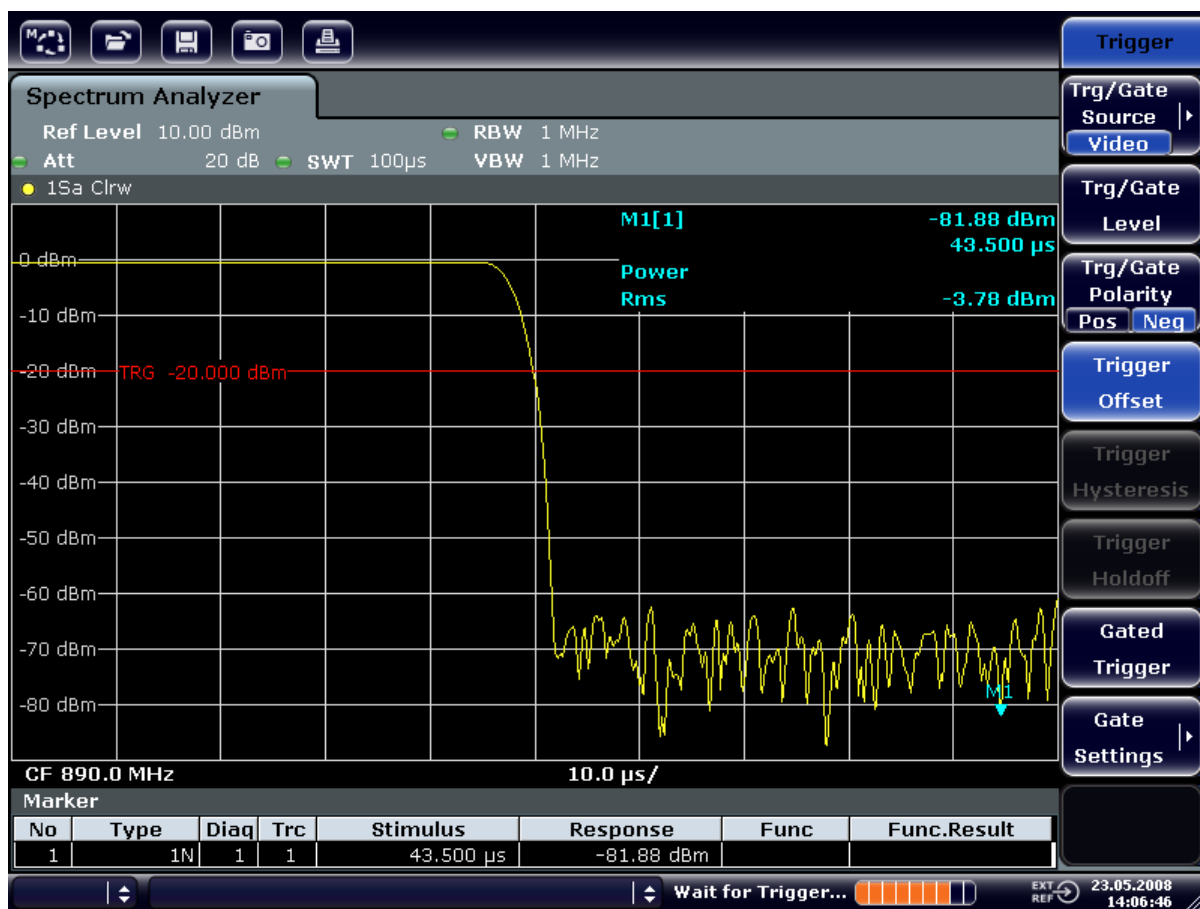 Trigger
Spectrum Analyzer
Ref Level 10.00 dBm RBW 1 MHz
Att 20 dB SWT 100µs VBW 1 MHz
1Sa Clrw
M1[1] -81.88 dBm
43.500 µs
Power
Rms -3.78 dBm
0 dBm
-10 dBm
-20 dBm TRG -20.000 dBm
-30 dBm
-40 dBm
-50 dBm
-60 dBm
-70 dBm
-80 dBm
M1
CF 890.0 MHz 10.0 µs/
Marker
No Type Diag Trc Stimulus Response Func Func.Result
1 1N 1 1 43.500 µs -81.88 dBm
Wait for Trigger... EXT REF 23.05.2008
14:06:46
Trg/Gate
Source
Video
Trg/Gate
Level
Trg/Gate
Polarity
Pos Neg
Trigger
Offset
Trigger
Hysteresis
Trigger
Holdoff
Gated
Trigger
Gate
Settings